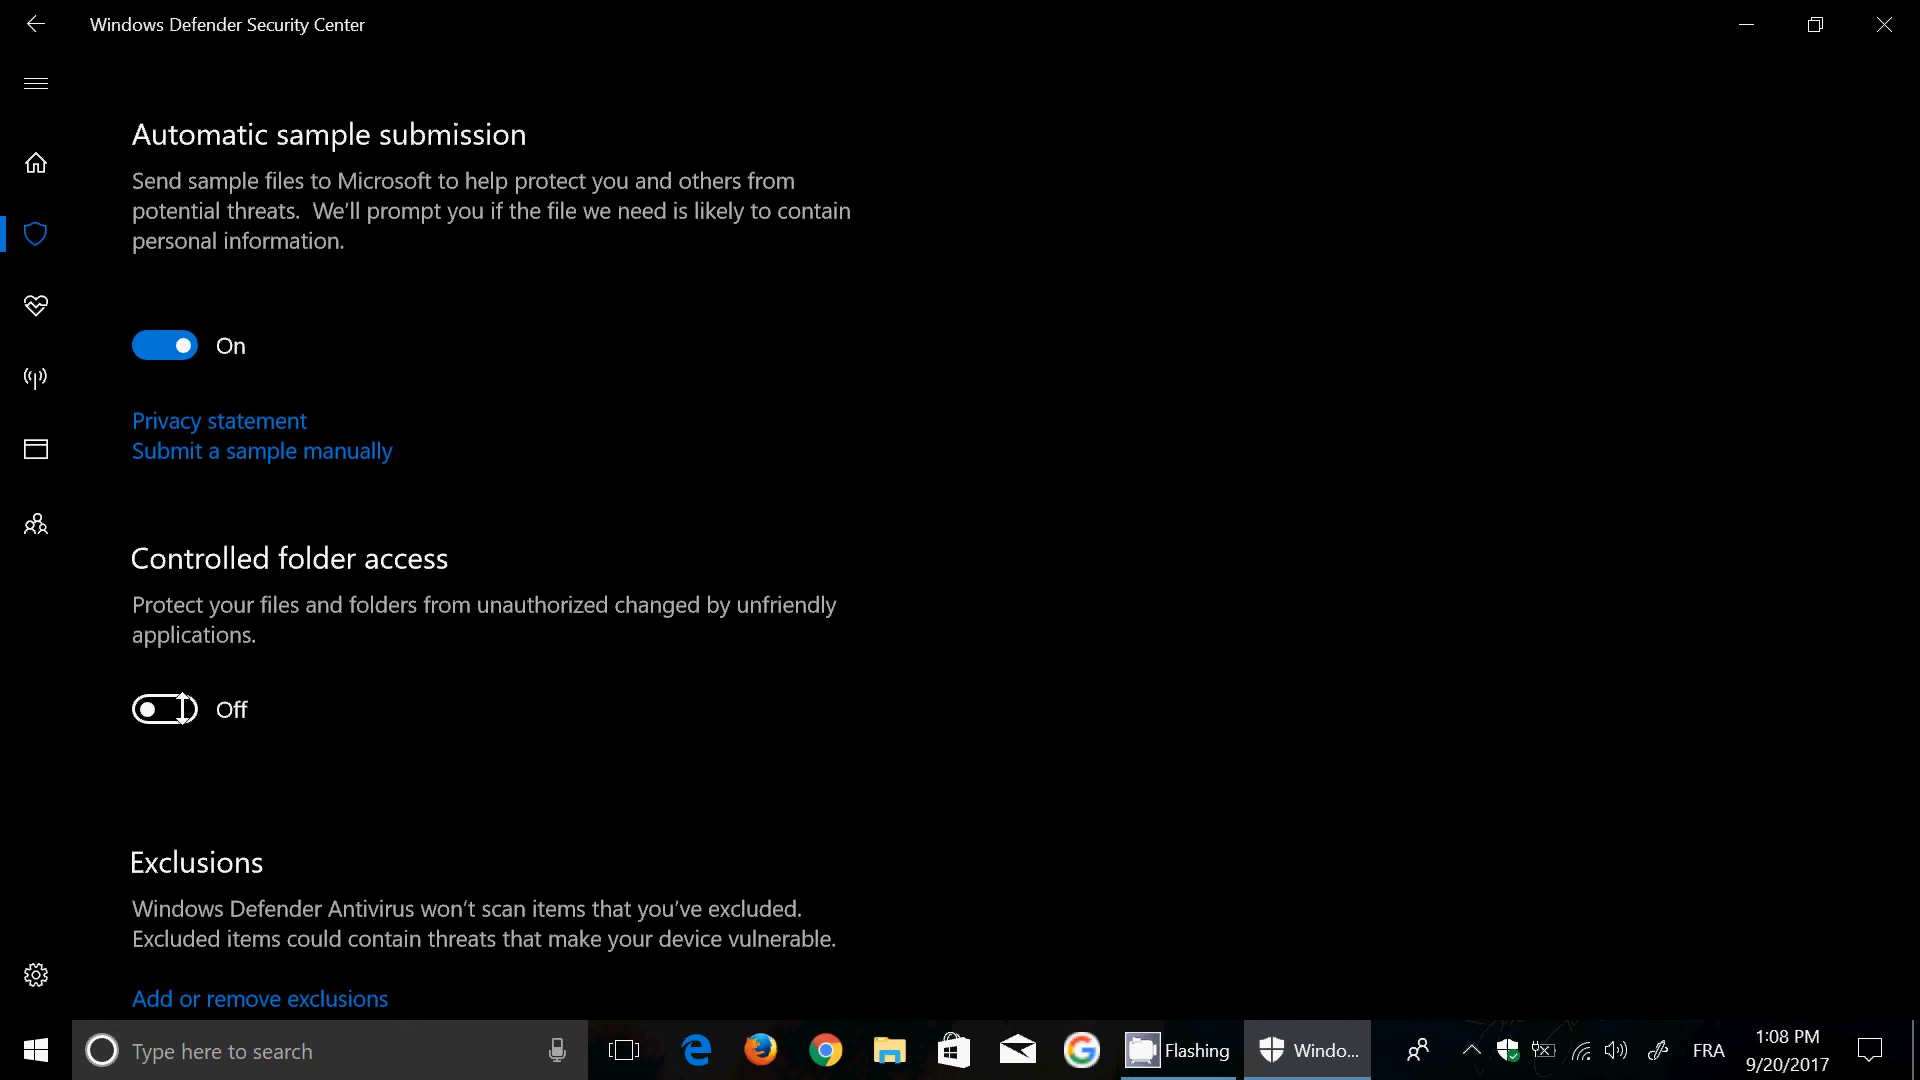 Windows Defender Security Center
Automatic sample submission
Send sample files to Microsoft to help protect you and others from
potential threats.  We'll prompt you if the file we need is likely to contain
personal information.
On
Privacy statement
Submit a sample manually
Controlled folder access
Protect your files and folders from unauthorized changed by unfriendly
applications.
Off
Exclusions
Windows Defender Antivirus won't scan items that you've excluded.
Excluded items could contain threats that make your device vulnerable.
Add or remove exclusions
Type here to search
Flashing
Windo...
FRA
1:08 PM
9/20/2017